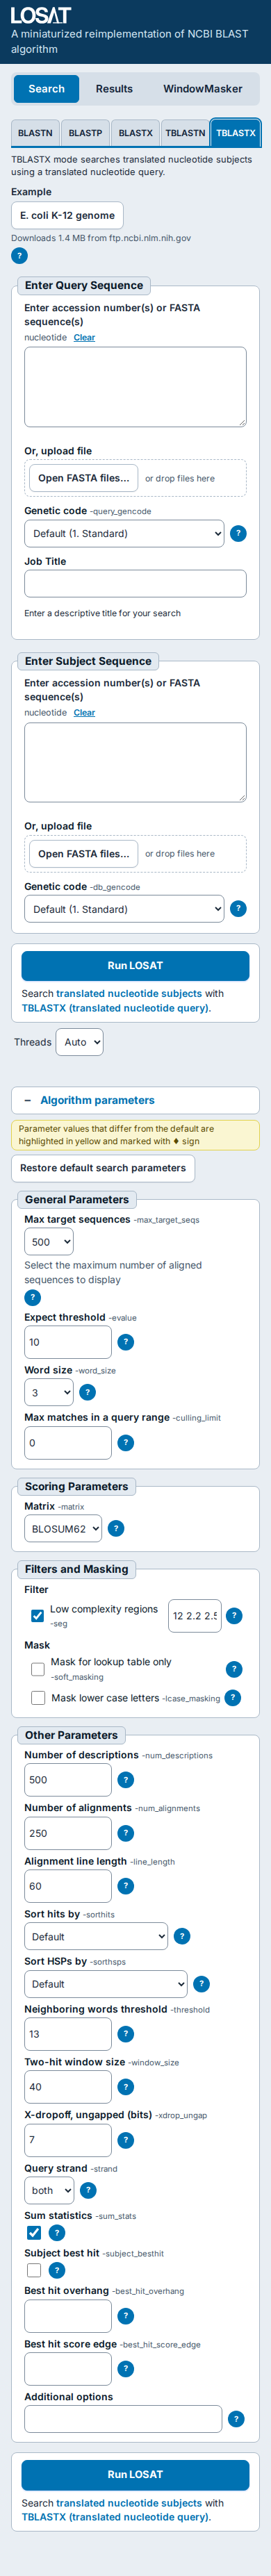 LOSAT
A miniaturized reimplementation of NCBI BLAST
algorithm
Search Results WindowMasker
BLASTN BLASTP BLASTX TBLASTN TBLASTX
TBLASTX mode searches translated nucleotide subjects
using a translated nucleotide query.
Example
E. coli K-12 genome
Downloads 1.4 MB from ftp.ncbi.nlm.nih.gov
?
Enter Query Sequence
Enter accession number(s) or FASTA
sequence(s)
nucleotide Clear
Or, upload file
Open FASTA files... or drop files here
Genetic code -query_gencode
Default (1. Standard) ?
Job Title
Enter a descriptive title for your search
Enter Subject Sequence
Enter accession number(s) or FASTA
sequence(s)
nucleotide Clear
Or, upload file
Open FASTA files... or drop files here
Genetic code -db_gencode
Default (1. Standard) ?
Run LOSAT
Search translated nucleotide subjects with
TBLASTX (translated nucleotide query).
Threads Auto
− Algorithm parameters
Parameter values that differ from the default are
highlighted in yellow and marked with ♦ sign
Restore default search parameters
General Parameters
Max target sequences -max_target_seqs
500
Select the maximum number of aligned
sequences to display
?
Expect threshold -evalue
10 ?
Word size -word_size
3 ?
Max matches in a query range -culling_limit
0 ?
Scoring Parameters
Matrix -matrix
BLOSUM62 ?
Filters and Masking
Filter
Low complexity regions 12 2.2 2.5 ?
-seg
Mask
Mask for lookup table only ?
-soft_masking
Mask lower case letters -lcase_masking ?
Other Parameters
Number of descriptions -num_descriptions
500 ?
Number of alignments -num_alignments
250 ?
Alignment line length -line_length
60 ?
Sort hits by -sorthits
Default ?
Sort HSPs by -sorthsps
Default ?
Neighboring words threshold -threshold
13 ?
Two-hit window size -window_size
40 ?
X-dropoff, ungapped (bits) -xdrop_ungap
7 ?
Query strand -strand
both ?
Sum statistics -sum_stats
?
Subject best hit -subject_besthit
?
Best hit overhang -best_hit_overhang
?
Best hit score edge -best_hit_score_edge
?
Additional options
?
Run LOSAT
Search translated nucleotide subjects with
TBLASTX (translated nucleotide query).